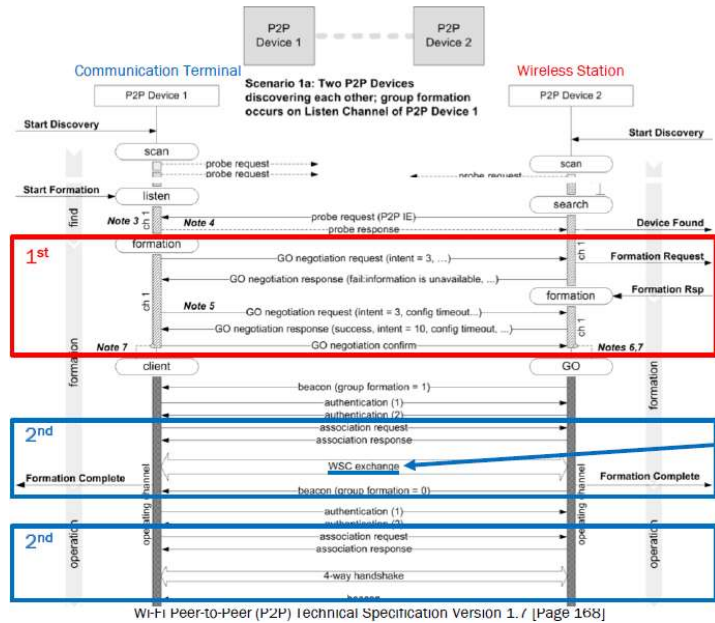 P2P
Device 1
P2P
Device 2
Communication Terminal
Wireless Station
Scenario 1a: Two P2P Devices
discovering each other; group formation
occurs on Listen Channel of P2P Device 1
P2P Device 1
P2P Device 2
Start Discovery
Start Discovery
scan
scan
probe request
probe request
probe request
Start Formation
listen
search
find
Note 3
ch 1
Note 4
probe request (P2P IE)
probe response
Device Found
1st
formation
GO negotiation request (intent = 3, ...)
ch 1
Formation Request
GO negotiation response (fail:information is unavailable, ...)
ch 1
formation
Formation Rsp
Note 5
GO negotiation request (intent = 3, config timeout...)
GO negotiation response (success, intent = 10, config timeout, ...)
ch 1
Note 7
GO negotiation confirm
Notes 6,7
formation
formation
client
GO
beacon (group formation = 1)
authentication (1)
authentication (2)
2nd
association request
association response
WSC exchange
Formation Complete
Formation Complete
beacon (group formation = 0)
operating channel
operating channel
authentication (1)
authentication (2)
2nd
association request
association response
operation
operation
4-way handshake
beacon
Wi-Fi Peer-to-Peer (P2P) Technical Specification Version 1.7 [Page 168]